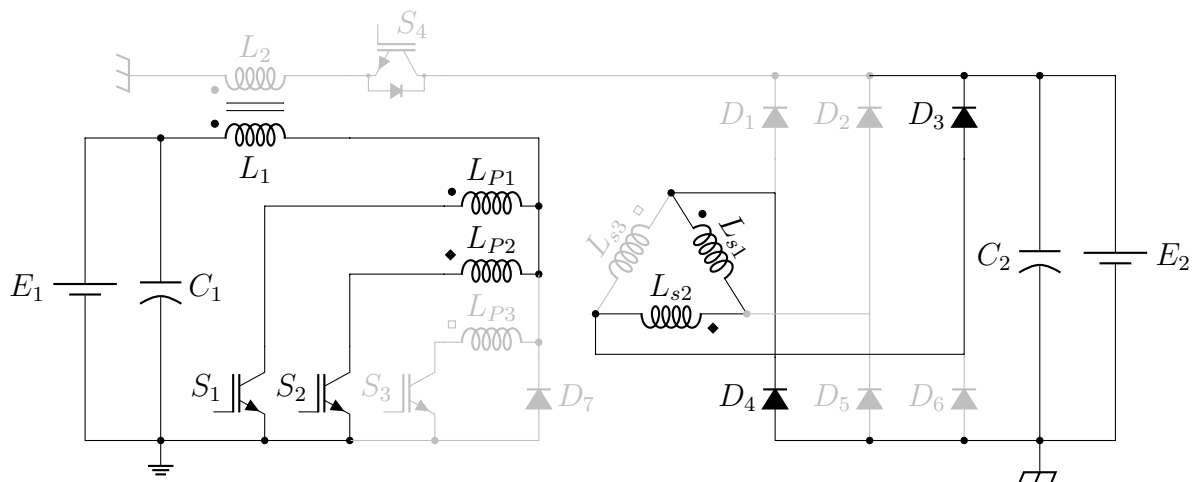 S4
L2
D1 D2 D3
L1
LP1
LP2
Ls3 Ls1
E1 C1 Ls2 C2 E2
LP3
S1 S2 S3 D7 D4 D5 D6